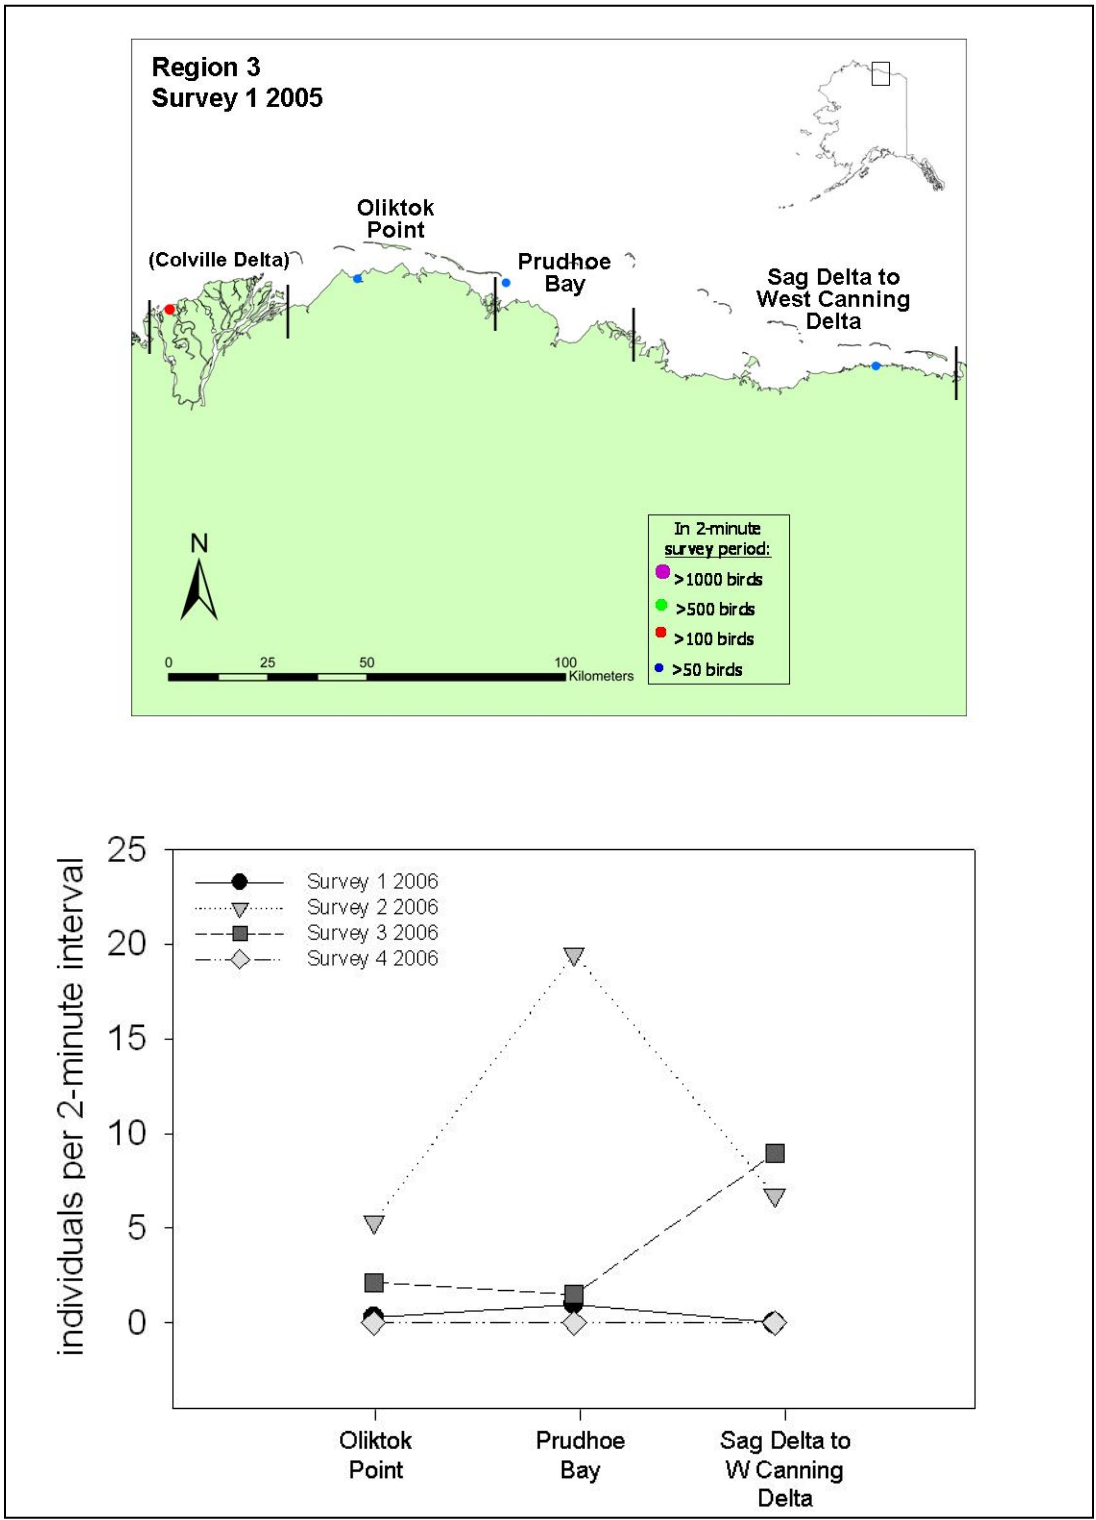 Region 3
Survey 1 2005
Oliktok
Point
(Colville Delta)
Prudhoe
Bay
Sag Delta to
West Canning
Delta
N
0 25 50 100
Kilometers
In 2-minute
survey period:
>1000 birds
>500 birds
>100 birds
>50 birds
individuals per 2-minute interval
25
20
15
10
5
0
Survey 1 2006
Survey 2 2006
Survey 3 2006
Survey 4 2006
Oliktok
Point
Prudhoe
Bay
Sag Delta to
W Canning
Delta